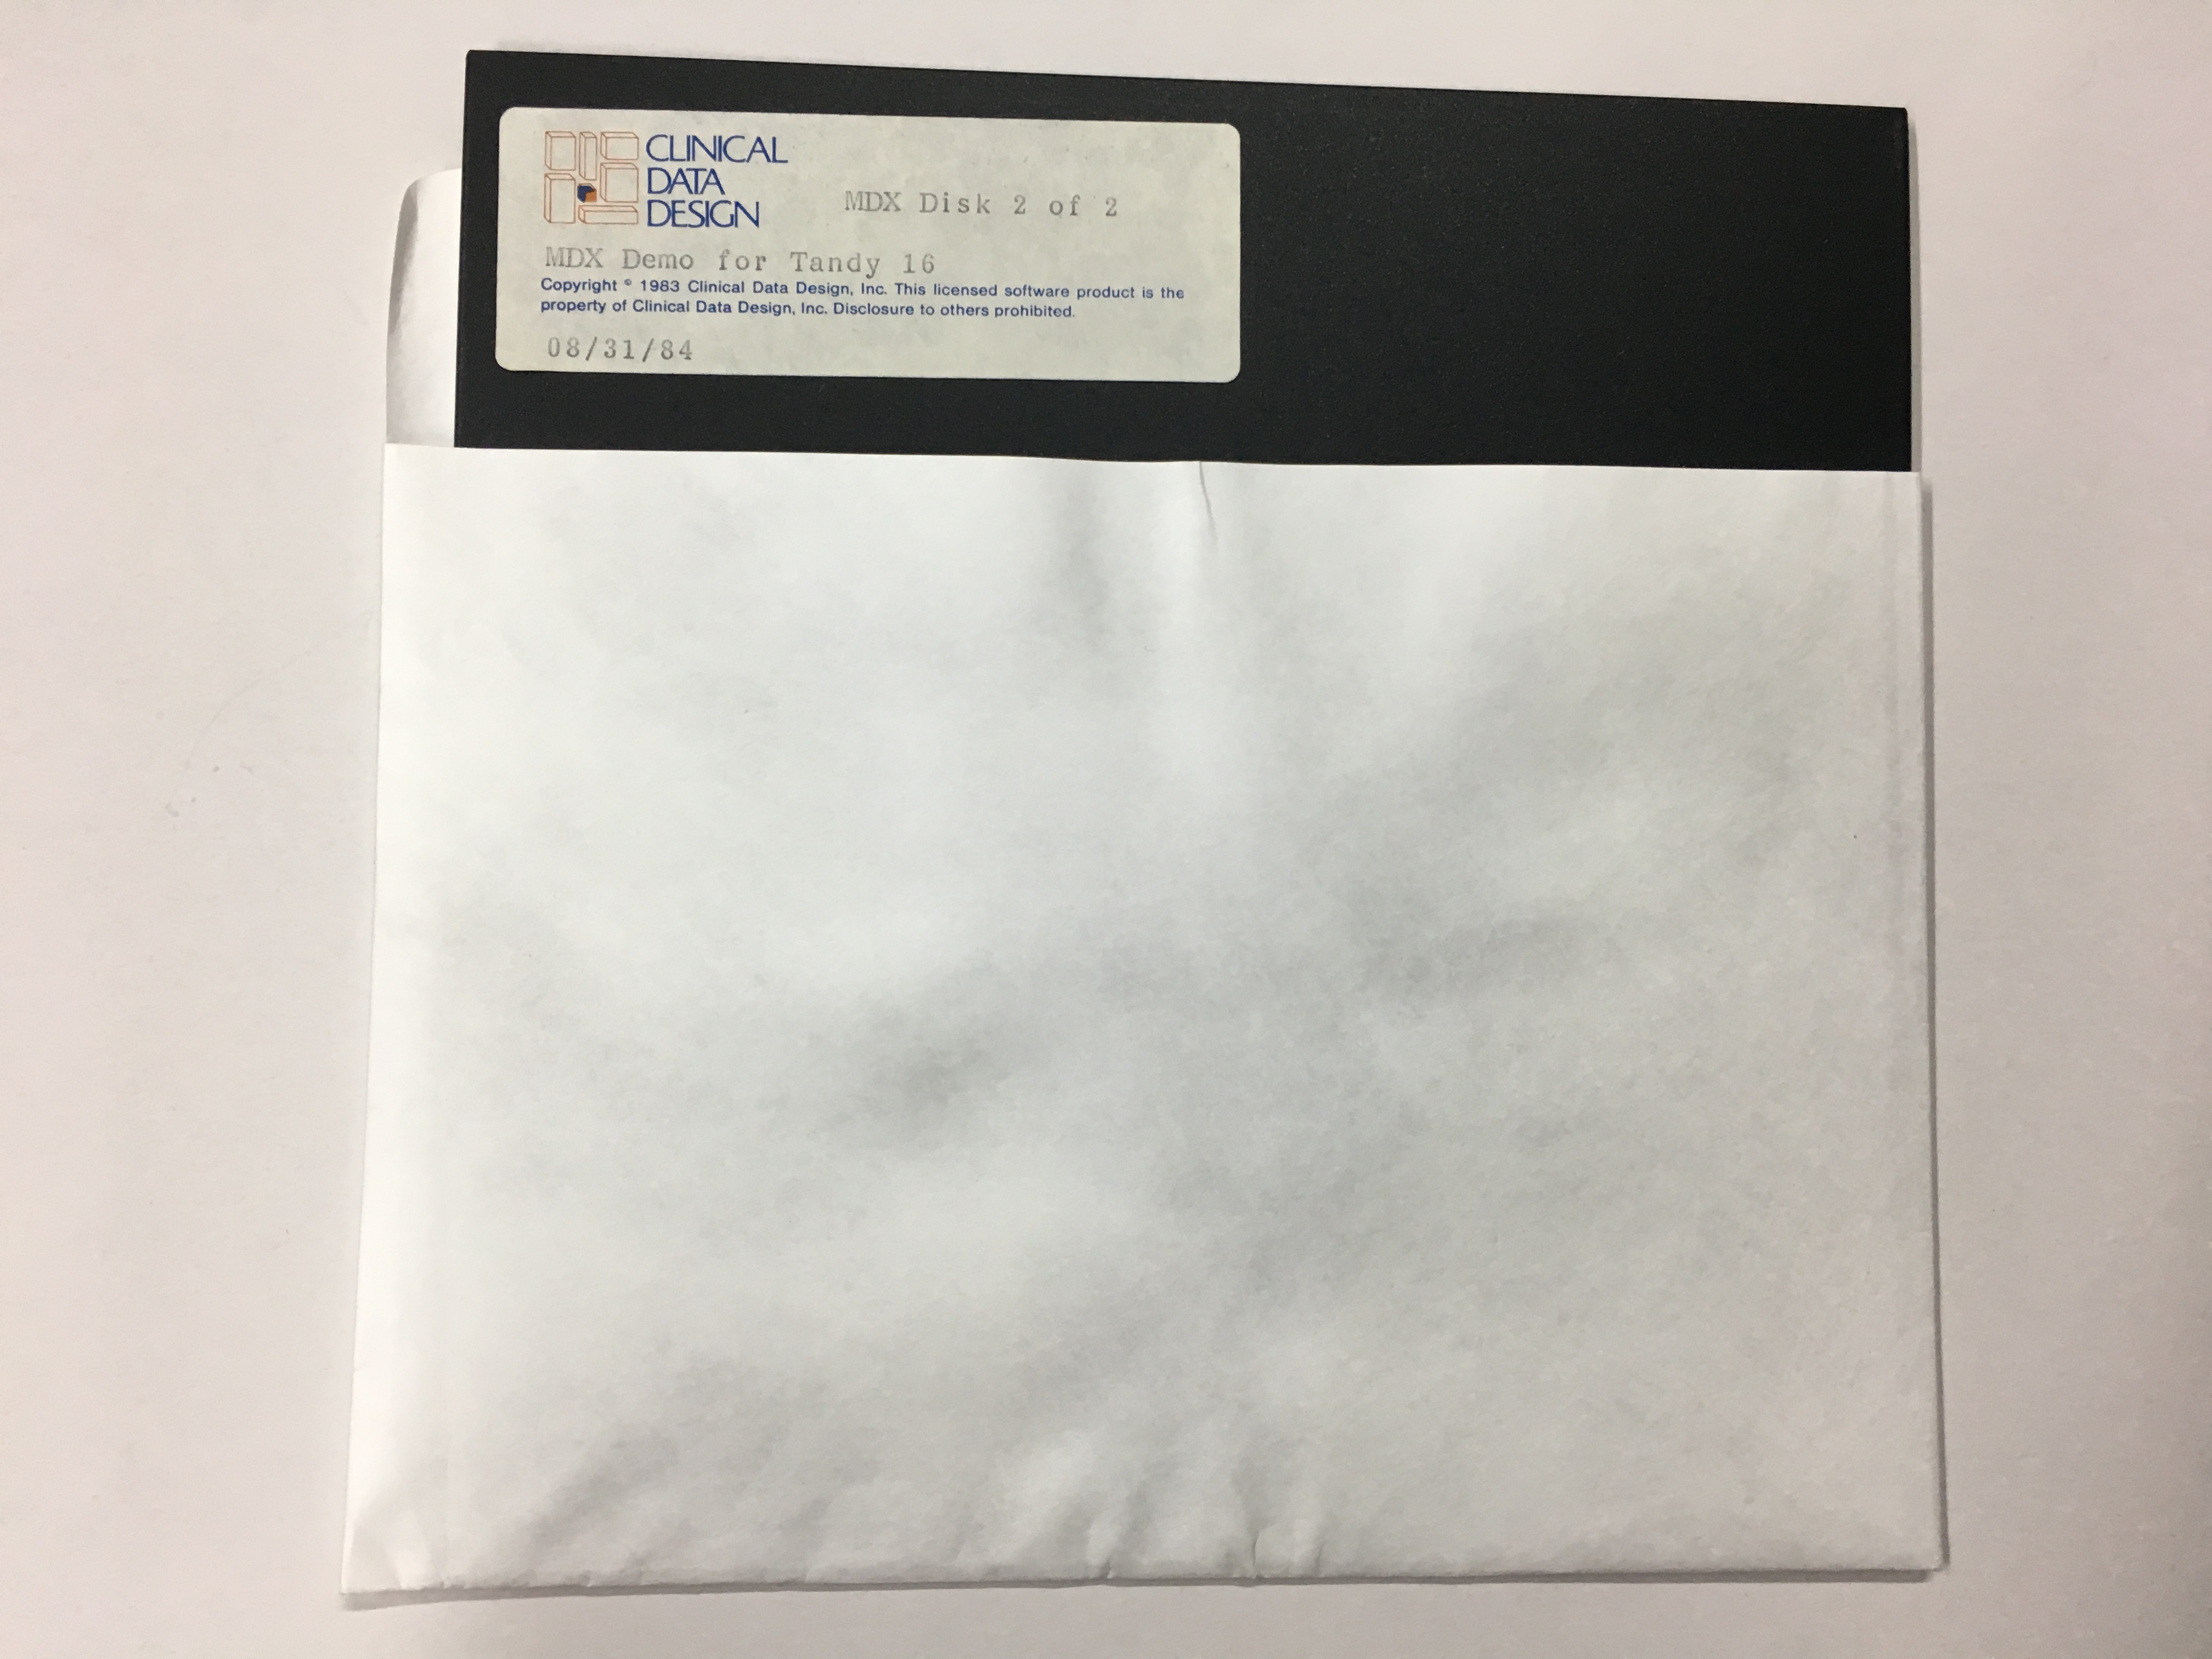 CLINICAL
DATA
DESIGN
MDX Disk 2 of 2
MDX Demo for Tandy 16
Copyright © 1983 Clinical Data Design, Inc. This licensed software product is the
property of Clinical Data Design, Inc. Disclosure to others prohibited.
08/31/84